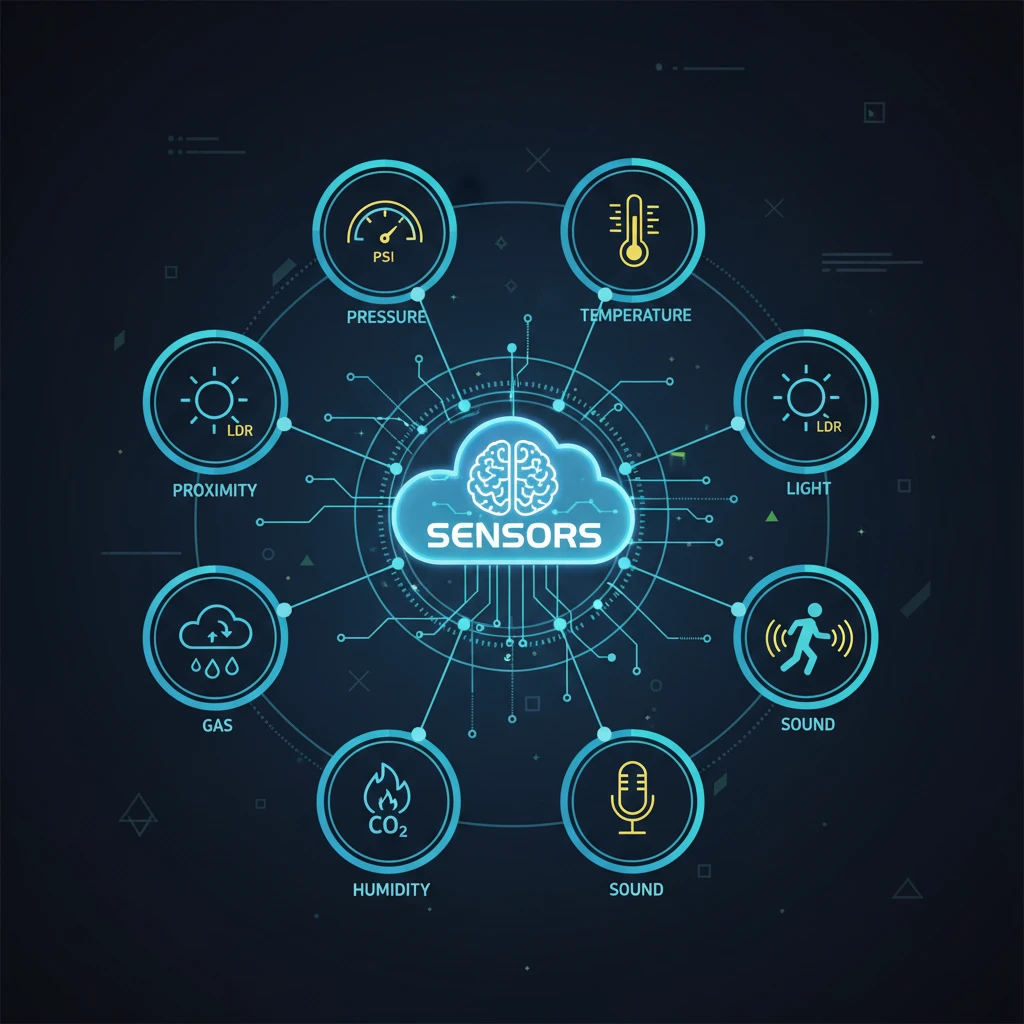 PSI
PRESSURE
TEMPERATURE
LDR
PROXIMITY
LDR
LIGHT
SENSORS
GAS
SOUND
CO₂
HUMIDITY
SOUND